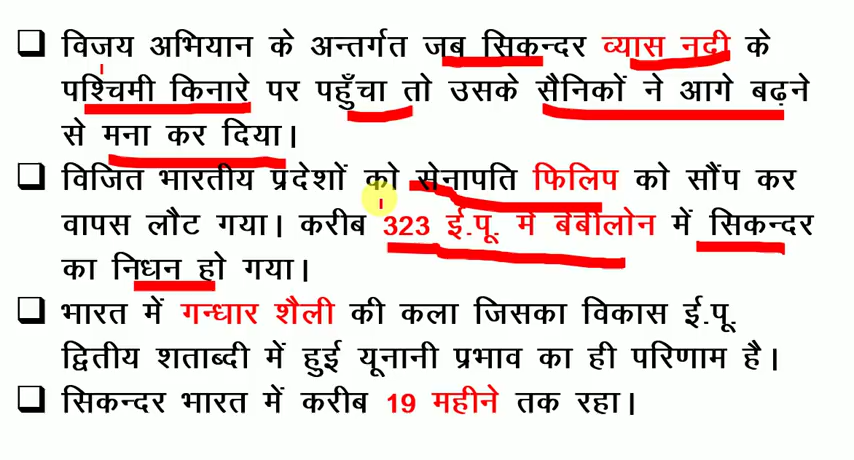 विजय अभियान के अन्तर्गत जब सिकन्दर व्यास नदी के
पश्चिमी किनारे पर पहुँचा तो उसके सैनिकों ने आगे बढ़ने
से मना कर दिया।
विजित भारतीय प्रदेशों को सेनापति फिलिप को सौंप कर
वापस लौट गया। करीब 323 ई.पू. में बेबीलोन में सिकन्दर
का निधन हो गया।
भारत में गन्धार शैली की कला जिसका विकास ई.पू.
द्वितीय शताब्दी में हुई यूनानी प्रभाव का ही परिणाम है।
सिकन्दर भारत में करीब 19 महीने तक रहा।